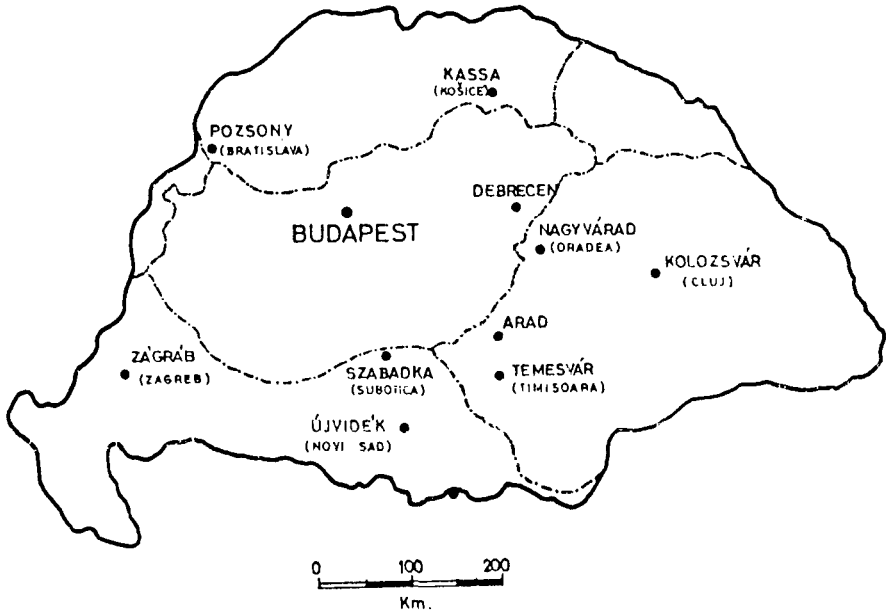 KASSA
(KOŠICE)
POZSONY
(BRATISLAVA)
DEBRECEN
BUDAPEST
NAGYVÁRAD
(ORADEA)
KOLOZSVÁR
(CLUJ)
ARAD
ZÁGRÁB
(ZAGREB)
SZABADKA
(SUBOTICA)
TEMESVÁR
(TIMISOARA)
ÚJVIDÉK
(NOVI SAD)
0 100 200
Km.